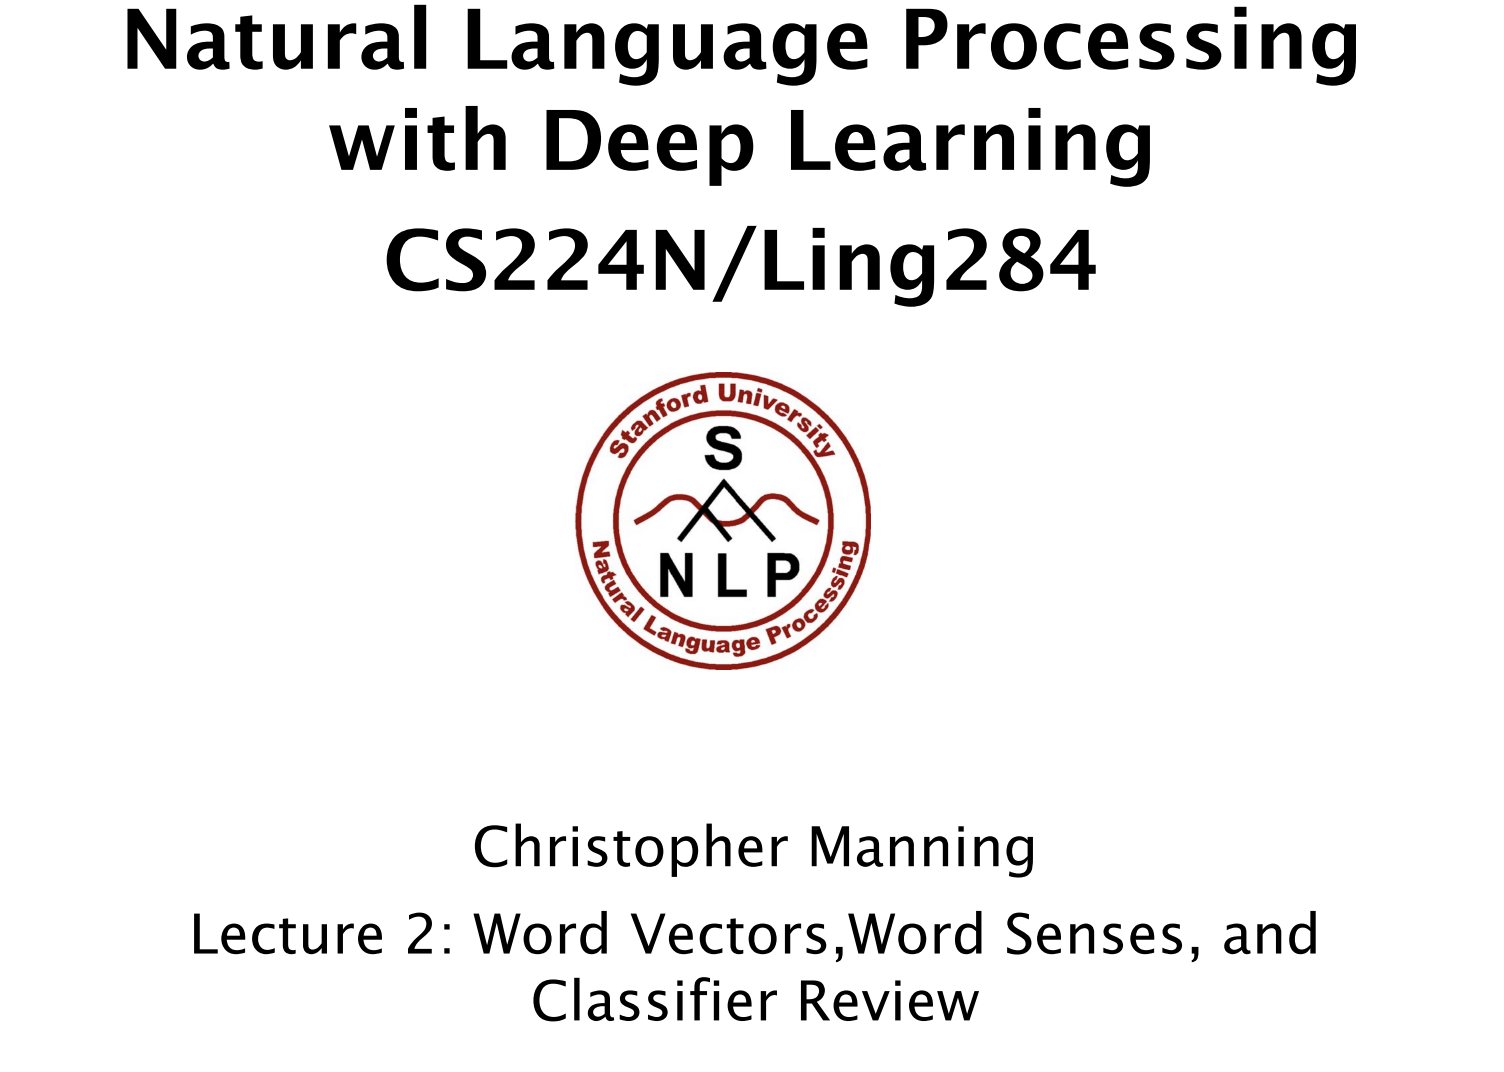 Natural Language Processing
with Deep Learning
CS224N/Ling284
Stanford University
S
N L P
Natural Language Processing
Christopher Manning
Lecture 2: Word Vectors,Word Senses, and
Classifier Review